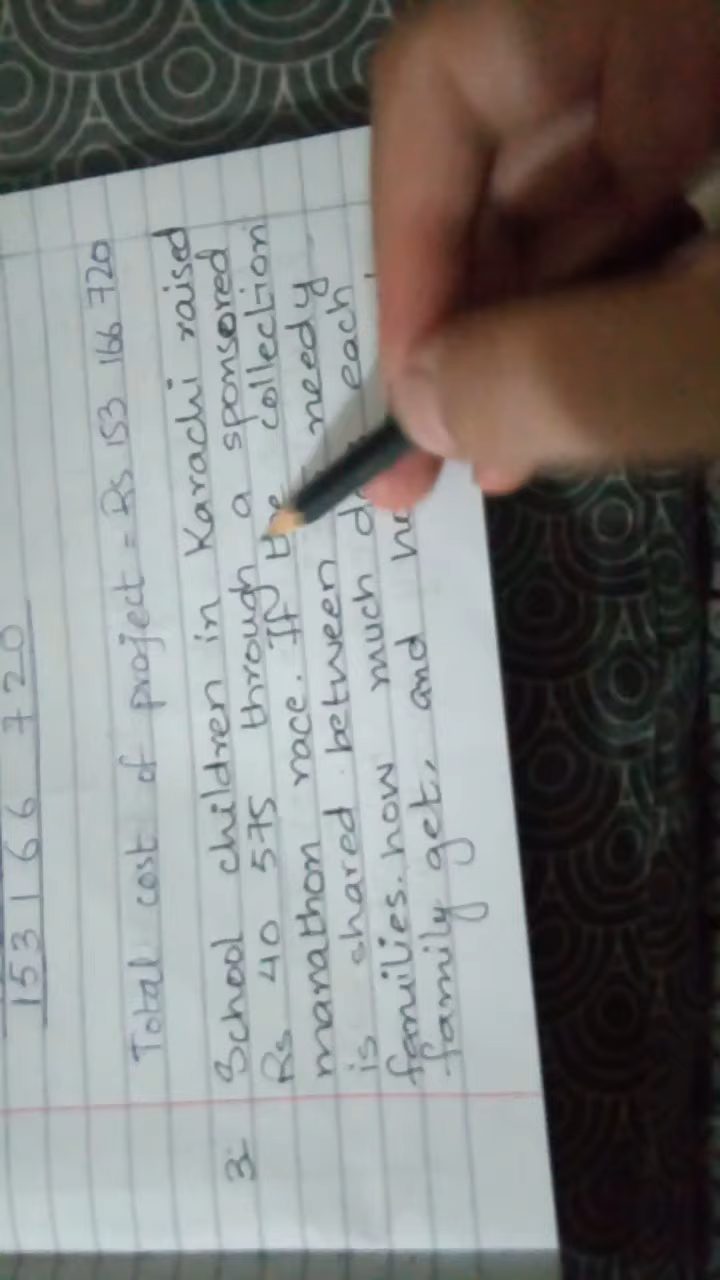 153166 720
Total cost of project = Rs 153 166 720
3. School children in Karachi raised
Rs 40 575 through a sponsored
marathon race. If the collection
is shared between needy
families. how much each
family get, and